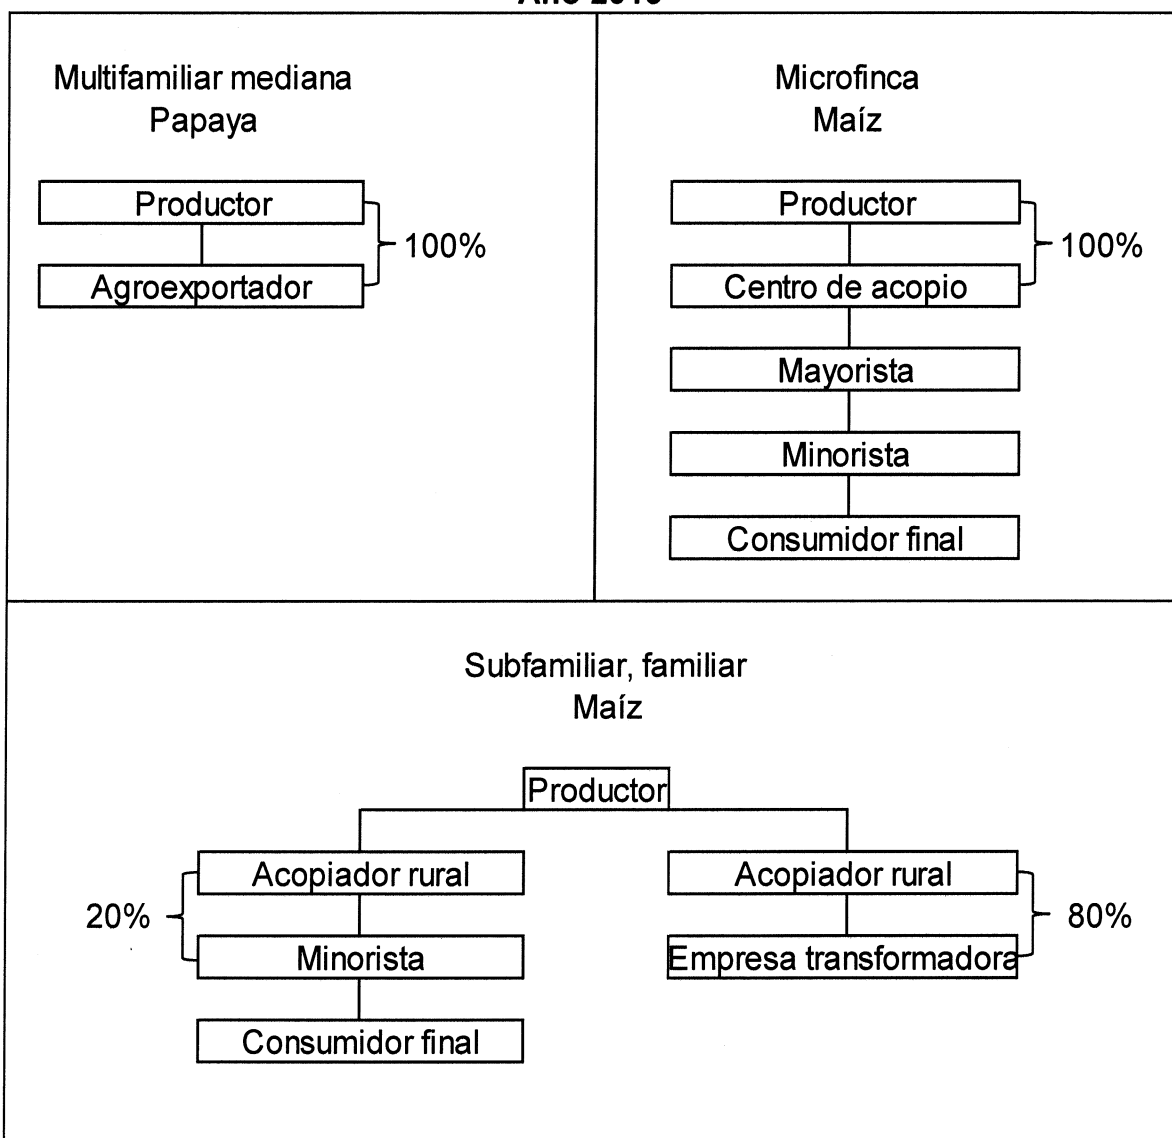 Multifamiliar mediana
Papaya
Productor
100%
Agroexportador
Microfinca
Maíz
Productor
100%
Centro de acopio
Mayorista
Minorista
Consumidor final
Subfamiliar, familiar
Maíz
Productor
Acopiador rural
20%
Minorista
Consumidor final
Acopiador rural
80%
Empresa transformadora